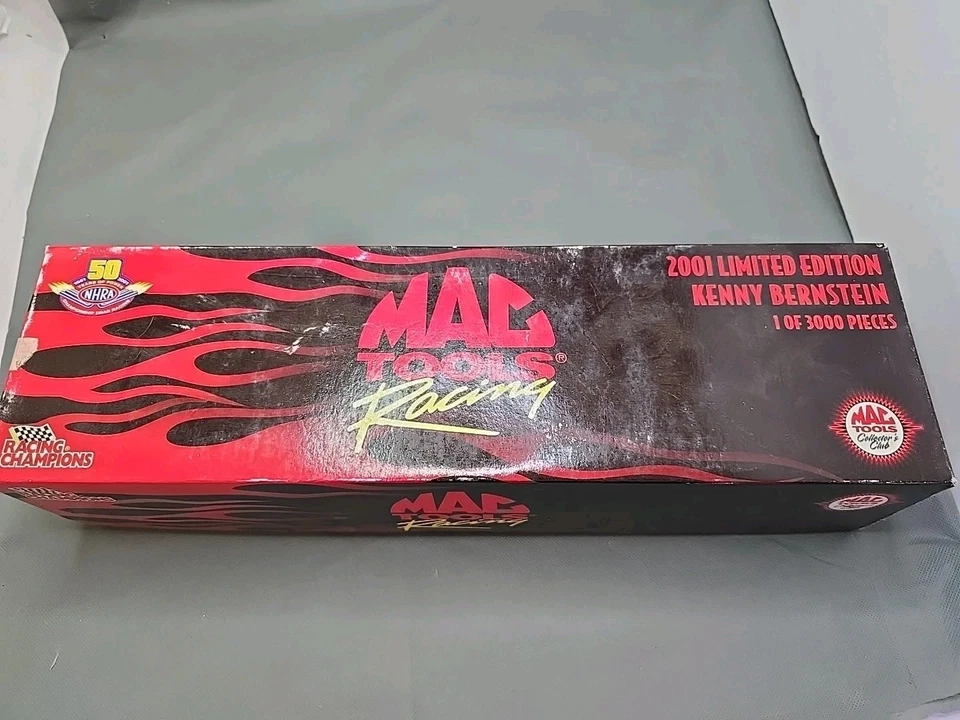 50
NHRA
MAC
TOOLS®
Racing
2001 LIMITED EDITION
KENNY BERNSTEIN
1 OF 3000 PIECES
RACING
CHAMPIONS
MAC
TOOLS
Collector's
Club
MAC
TOOLS
Racing